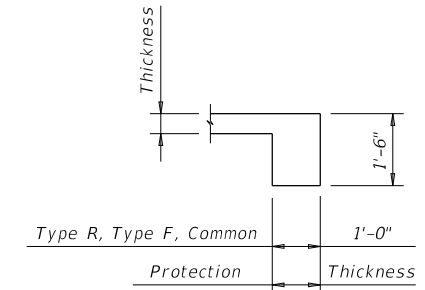 Thickness
1'-6"
Type R, Type F, Common 1'-0"
Protection Thickness